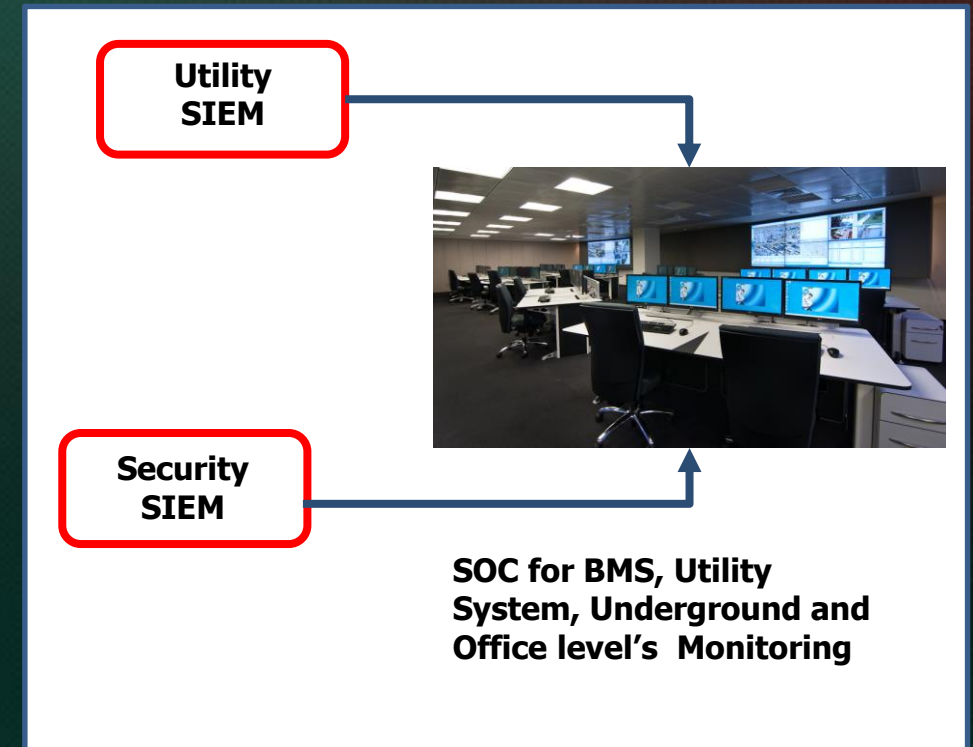 Utility
SIEM
Security
SIEM
SOC for BMS, Utility
System, Underground and
Office level’s  Monitoring